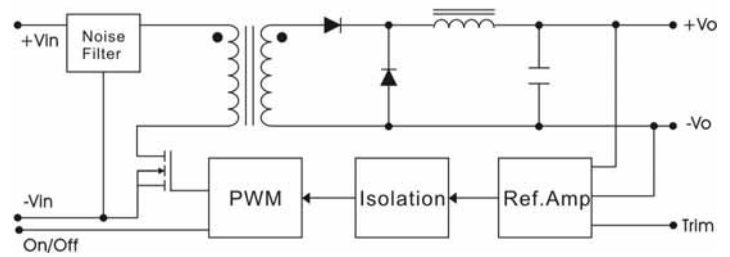 +Vin
Noise
Filter
+Vo
-Vo
-Vin
On/Off
PWM
Isolation
Ref.Amp
Trim